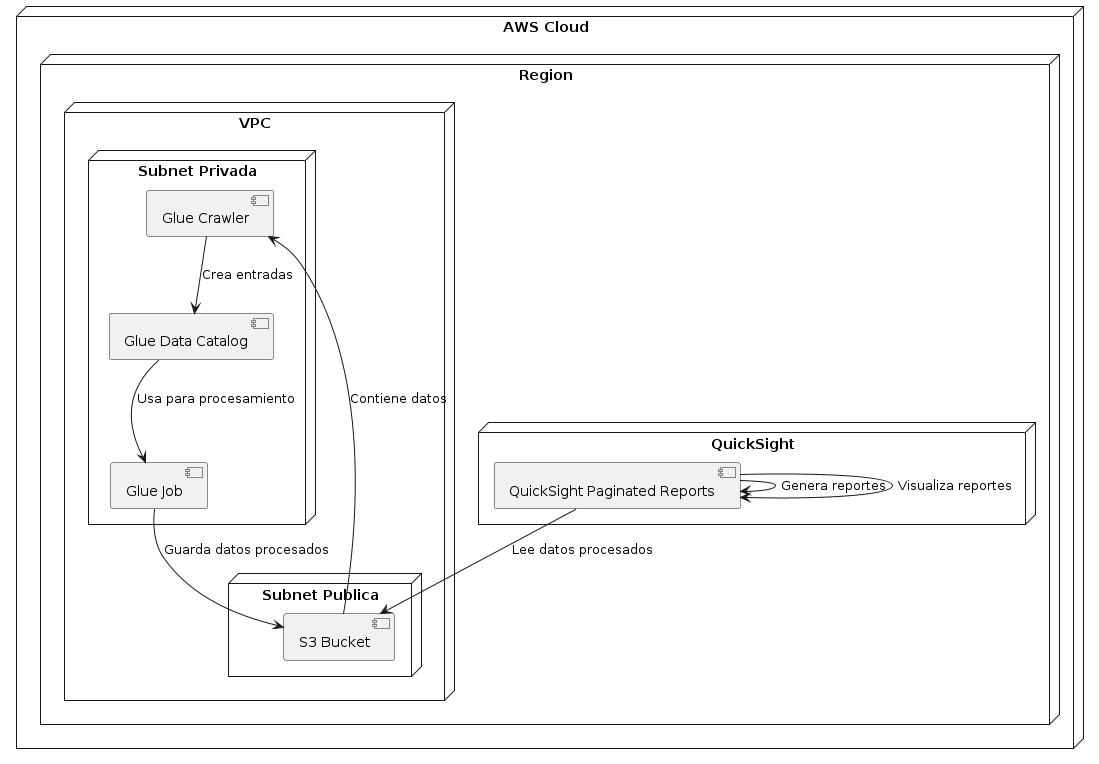 AWS Cloud
Region
VPC
Subnet Privada
Glue Crawler
Crea entradas
Glue Data Catalog
Usa para procesamiento
Contiene datos
QuickSight
QuickSight Paginated Reports
Genera reportes
Visualiza reportes
Glue Job
Guarda datos procesados
Lee datos procesados
Subnet Publica
S3 Bucket